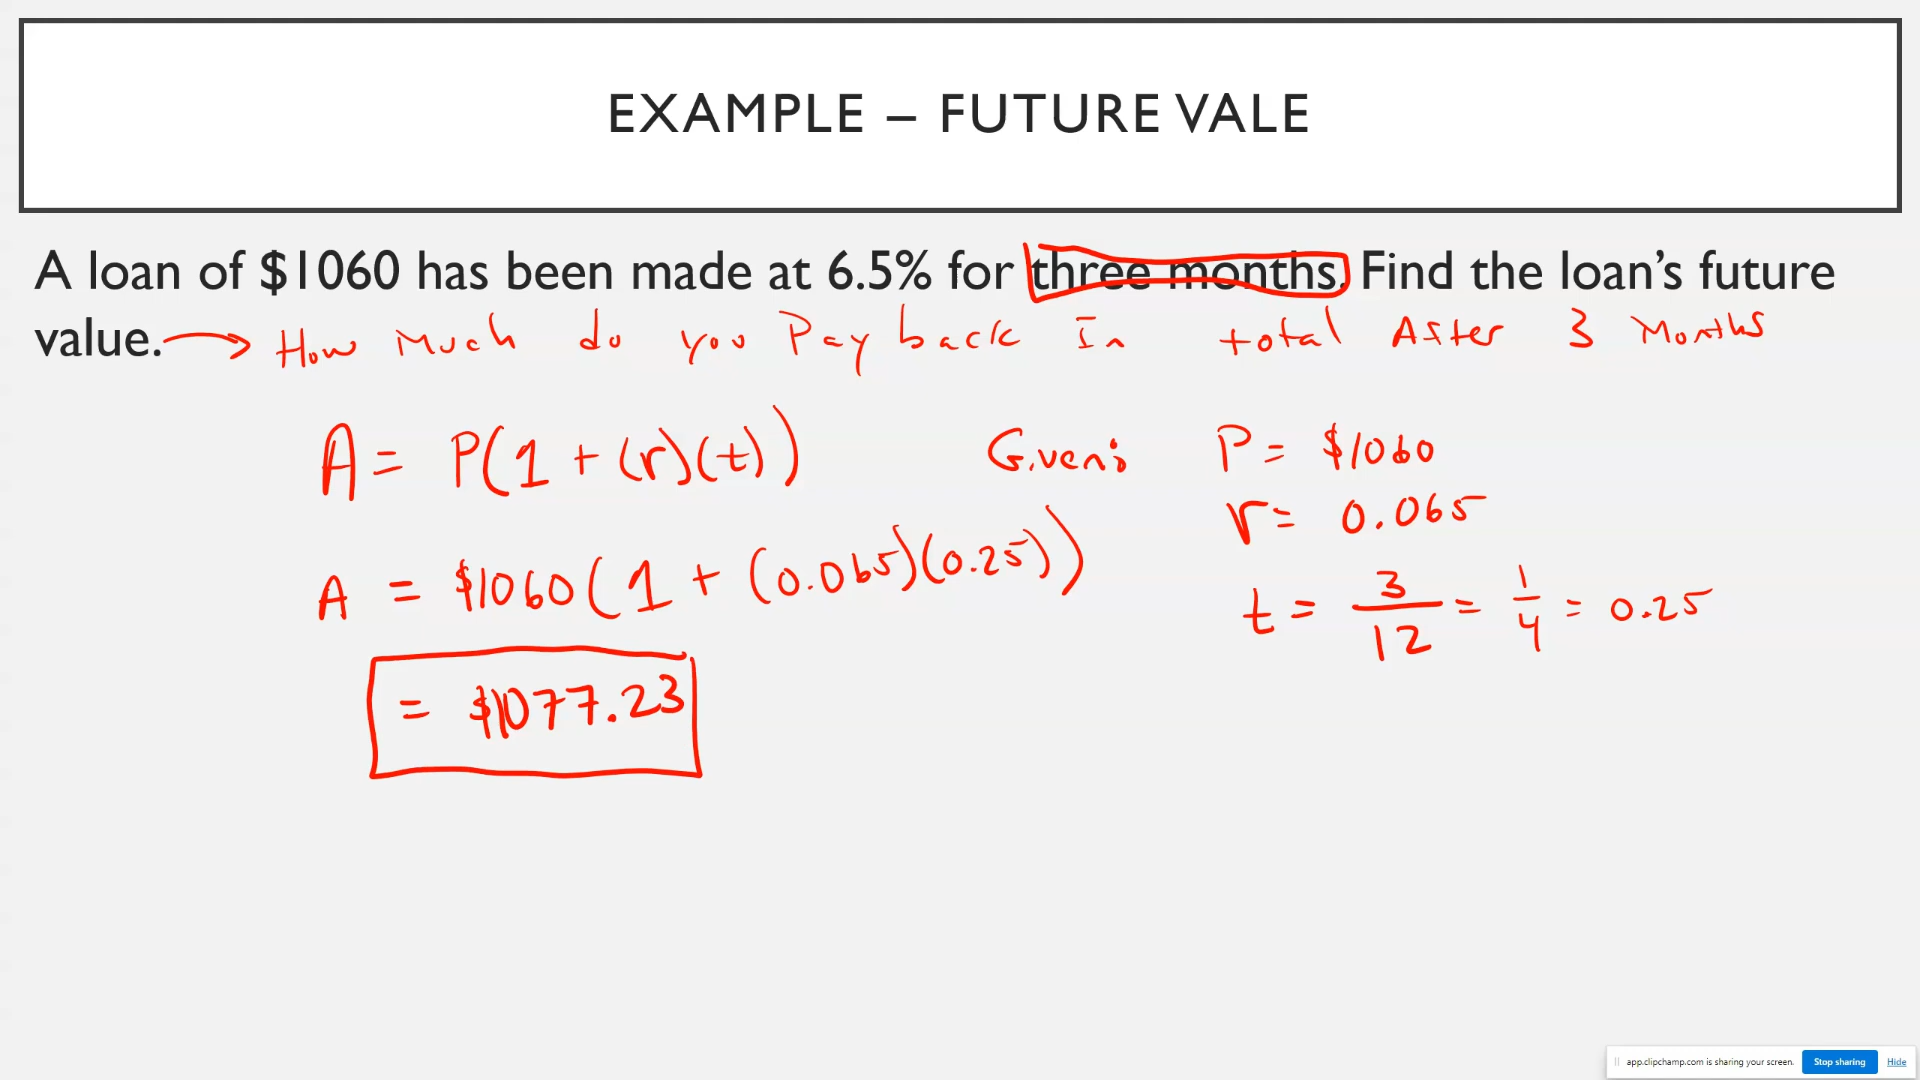 EXAMPLE – FUTURE VALE
A loan of $1060 has been made at 6.5% for three months. Find the loan's future
value. How Much do you Pay back In total After 3 Months
A = P(1 + (r)(t)) Given: P = $1060
r = 0.065
A = $1060(1 + (0.065)(0.25))
t = 3/12 = 1/4 = 0.25
= $1077.23
app.clipchamp.com is sharing your screen. Stop sharing Hide